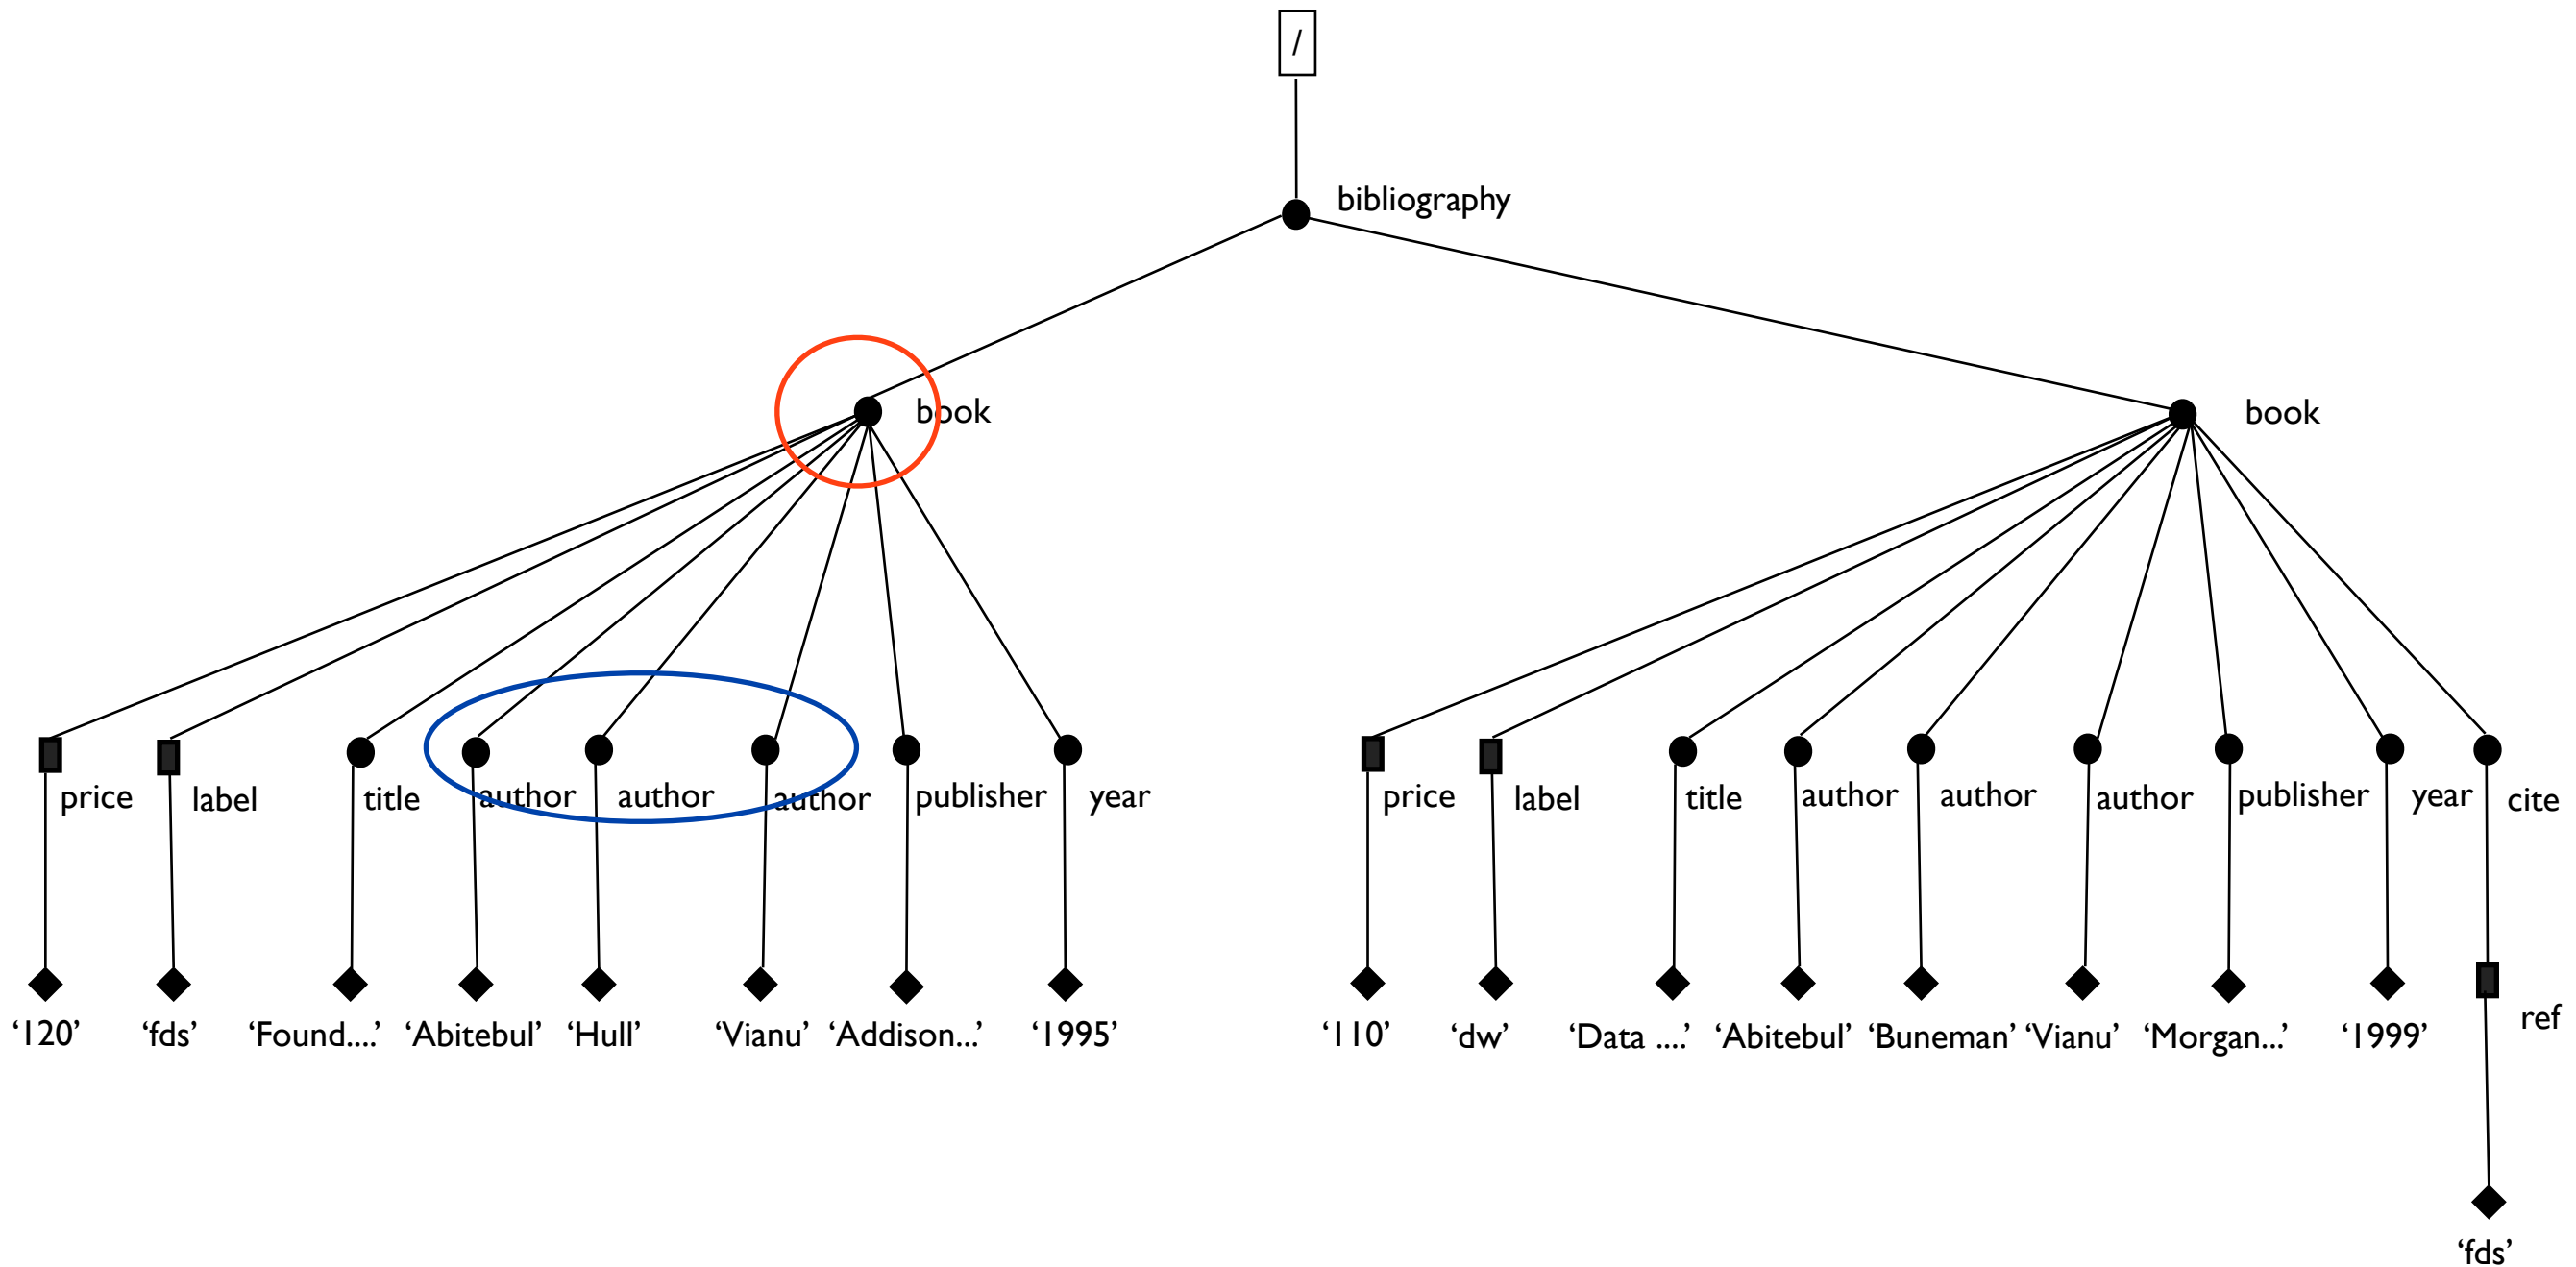 /
bibliography
book book
price label title author author author publisher year price label title author author author publisher year cite
‘120’ ‘fds’ ‘Found....’ ‘Abitebul’ ‘Hull’ ‘Vianu’ ‘Addison...’ ‘1995’ ‘110’ ‘dw’ ‘Data ....’ ‘Abitebul’ ‘Buneman’ ‘Vianu’ ‘Morgan...’ ‘1999’ ref
‘fds’